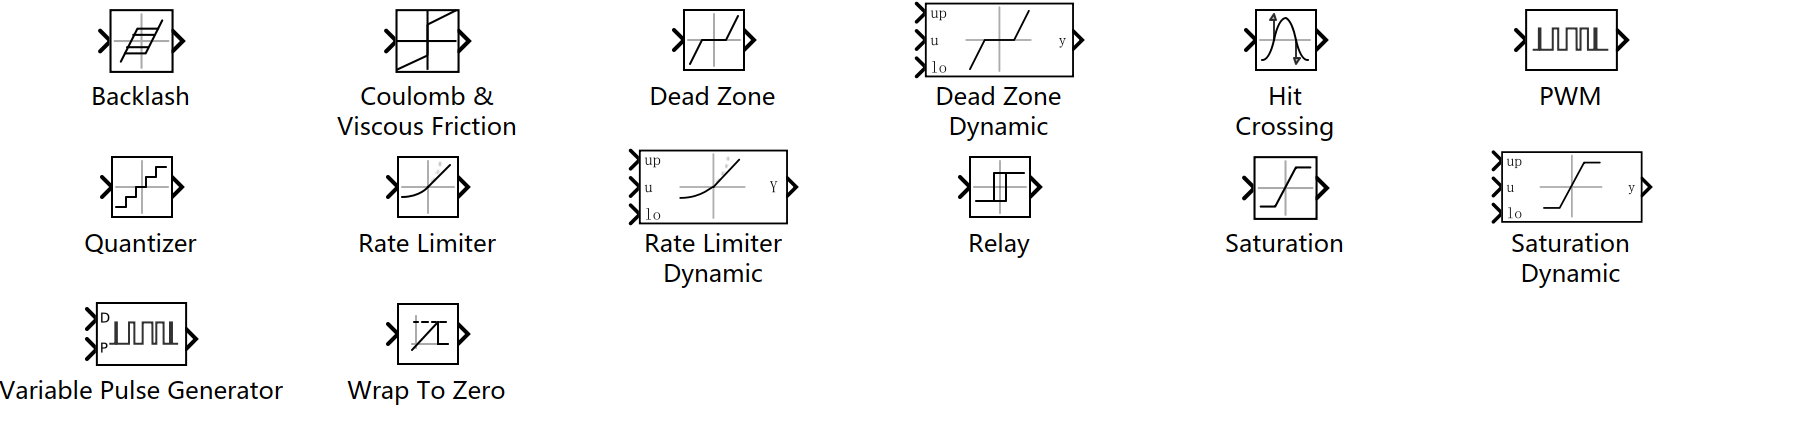 up
u
lo
y
Backlash
Coulomb &
Viscous Friction
Dead Zone
Dead Zone
Dynamic
Hit
Crossing
PWM
up
u
lo
Y
up
u
lo
y
Quantizer
Rate Limiter
Rate Limiter
Dynamic
Relay
Saturation
Saturation
Dynamic
D
P
Variable Pulse Generator
Wrap To Zero